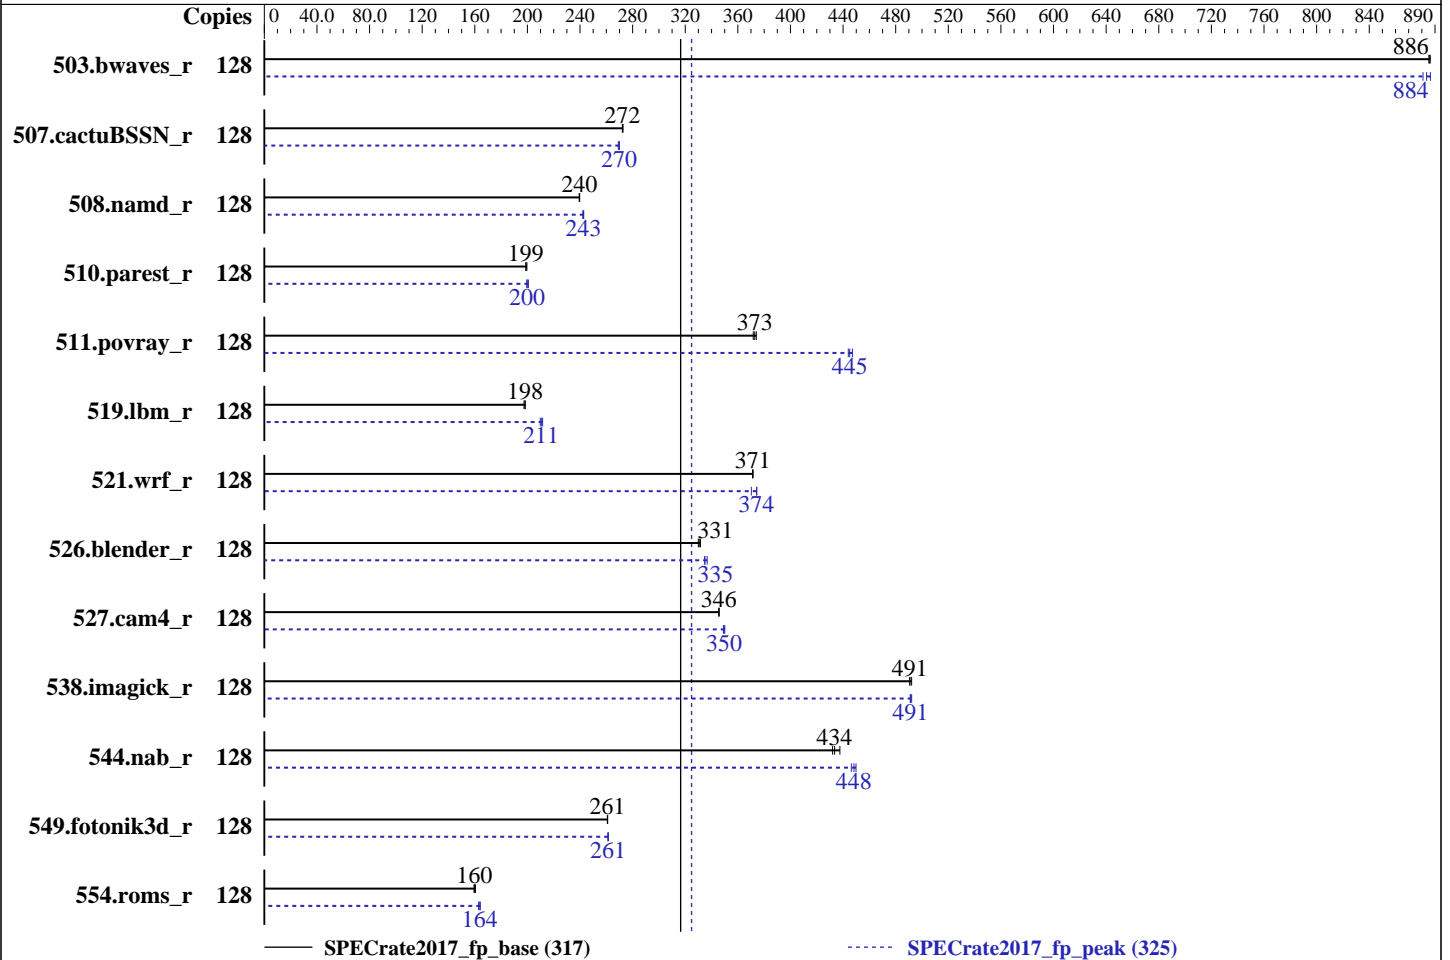 Copies 0 40.0 80.0 120 160 200 240 280 320 360 400 440 480 520 560 600 640 680 720 760 800 840 890
503.bwaves_r 128 886
884
507.cactuBSSN_r 128 272
270
508.namd_r 128 240
243
510.parest_r 128 199
200
511.povray_r 128 373
445
519.lbm_r 128 198
211
521.wrf_r 128 371
374
526.blender_r 128 331
335
527.cam4_r 128 346
350
538.imagick_r 128 491
491
544.nab_r 128 434
448
549.fotonik3d_r 128 261
261
554.roms_r 128 160
164
SPECrate2017_fp_base (317) SPECrate2017_fp_peak (325)